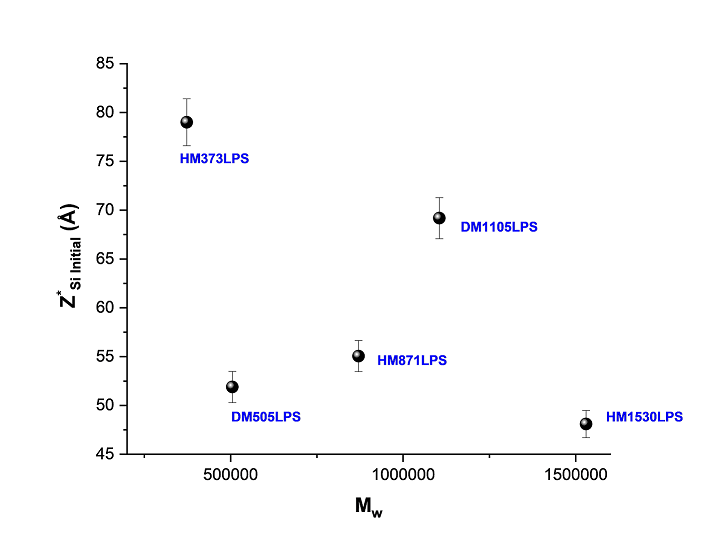 85
80
HM373LPS
75
70
DM1105LPS
65
Z* Si Initial (Å)
60
55
HM871LPS
50
DM505LPS
HM1530LPS
45
500000 1000000 1500000
Mw